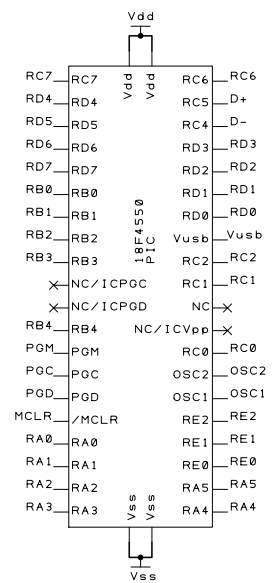 Vdd
Vdd Vdd
RC7 RC7 RC6 RC6
RD4 RD4 RC5 D+
RD5 RD5 RC4 D-
RD6 RD6 RD3 RD3
RD7 RD7 RD2 RD2
RB0 RB0 RD1 RD1
RB1 RB1 RD0 RD0
RB2 RB2 Vusb Vusb
RB3 RB3 RC2 RC2
NC/ICPGC RC1 RC1
NC/ICPGD NC
RB4 RB4 NC/ICVpp
PGM PGM RC0 RC0
PGC PGC OSC2 OSC2
PGD PGD OSC1 OSC1
MCLR /MCLR RE2 RE2
RA0 RA0 RE1 RE1
RA1 RA1 RE0 RE0
RA2 RA2 RA5 RA5
RA3 RA3 RA4 RA4
18F4550
PIC
Vss Vss
Vss